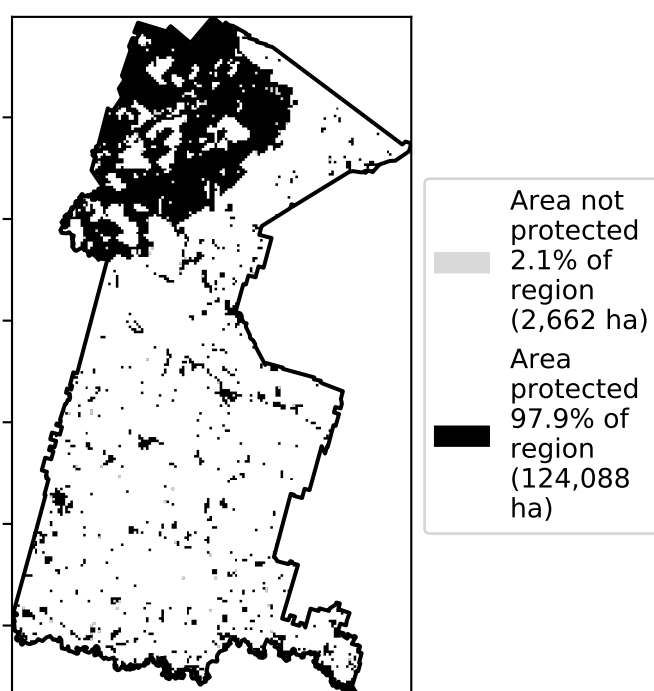 Area not
protected
2.1% of
region
(2,662 ha)
Area
protected
97.9% of
region
(124,088
ha)